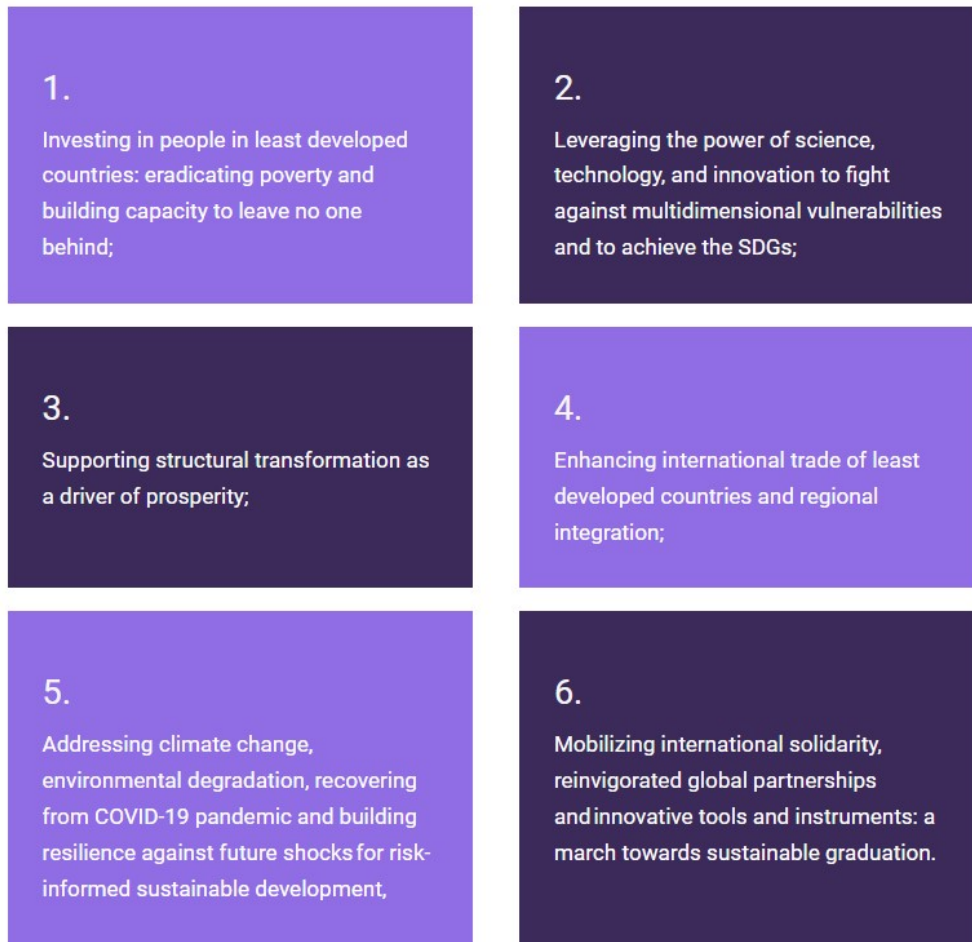 1.
Investing in people in least developed
countries: eradicating poverty and
building capacity to leave no one
behind;
2.
Leveraging the power of science,
technology, and innovation to fight
against multidimensional vulnerabilities
and to achieve the SDGs;
3.
Supporting structural transformation as
a driver of prosperity;
4.
Enhancing international trade of least
developed countries and regional
integration;
5.
Addressing climate change,
environmental degradation, recovering
from COVID-19 pandemic and building
resilience against future shocks for risk-
informed sustainable development,
6.
Mobilizing international solidarity,
reinvigorated global partnerships
and innovative tools and instruments: a
march towards sustainable graduation.